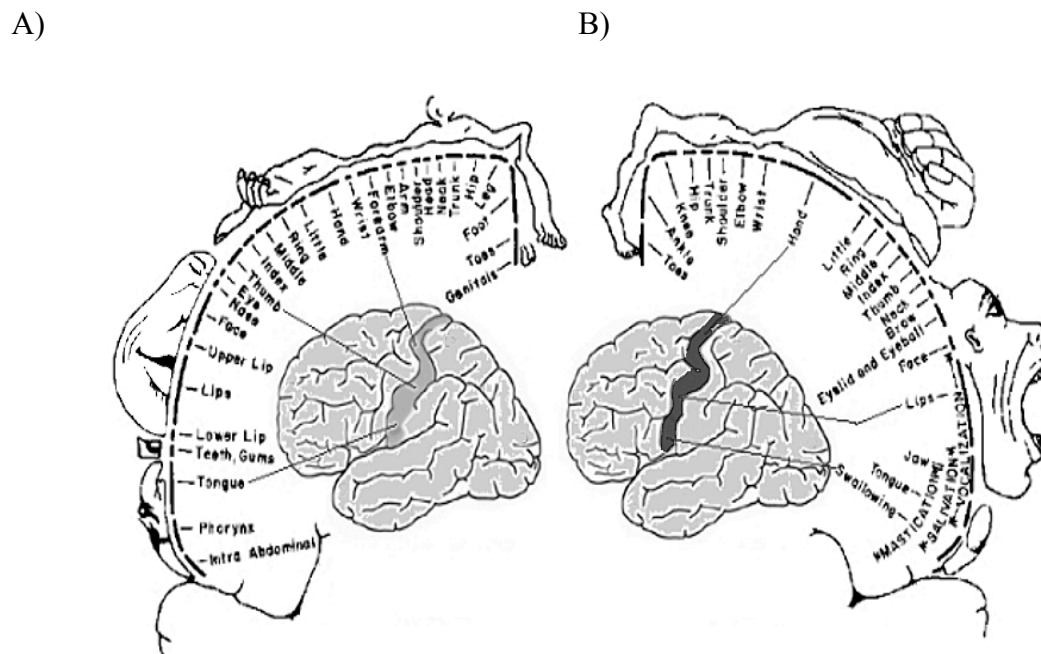 A)
B)
Genitals
Toes
Foot
Leg
Hip
Trunk
Neck
Head
Shoulder
Arm
Elbow
Forearm
Wrist
Hand
Little
Ring
Middle
Index
Thumb
Eye
Nose
Face
Upper Lip
Lips
Lower Lip
Teeth, Gums
Tongue
Pharynx
Intra Abdominal
Toes
Ankle
Knee
Hip
Trunk
Shoulder
Elbow
Wrist
Hand
Little
Ring
Middle
Index
Thumb
Neck
Brow
Eyelid and Eyeball
Face
Lips
Jaw
Tongue
Swallowing
MASTICATION
SALIVATION
VOCALIZATION